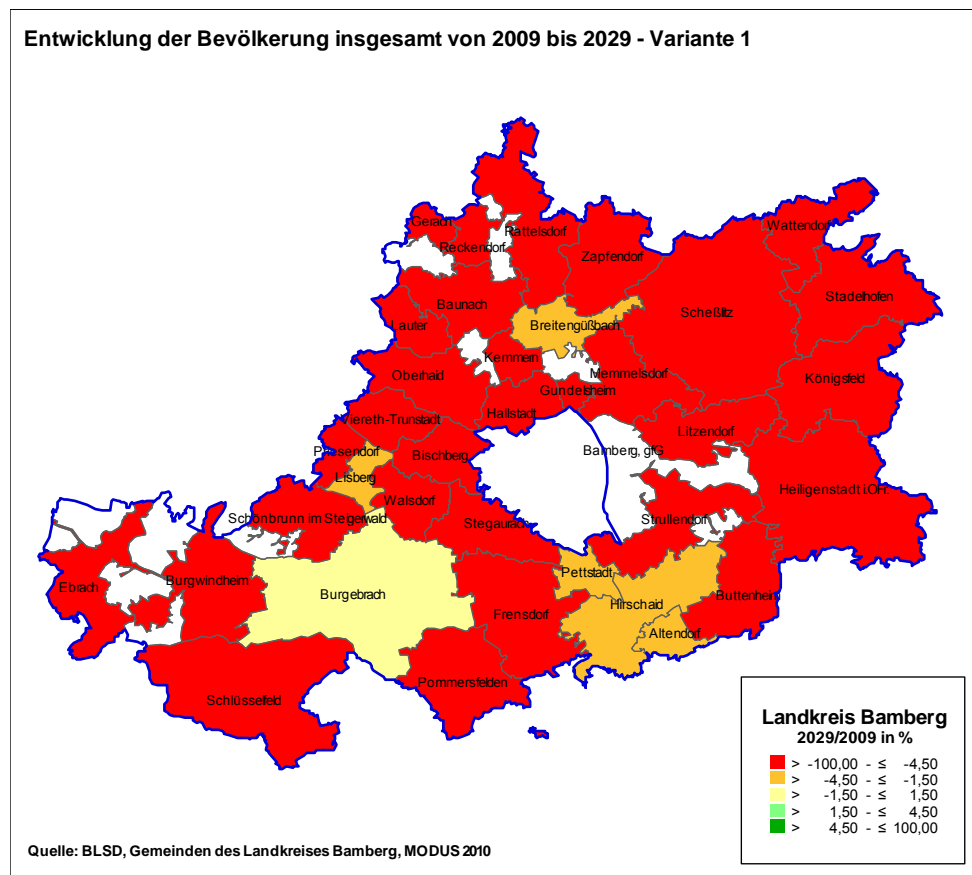 Entwicklung der Bevölkerung insgesamt von 2009 bis 2029 - Variante 1
Gerach
Reckendorf
Rattelsdorf
Zapfendorf
Wattendorf
Stadelhofen
Scheßlitz
Baunach
Lauter
Breitengüßbach
Kemmern
Oberhaid
Memmelsdorf
Königsfeld
Gundelsheim
Hallstadt
Viereth-Trunstadt
Litzendorf
Priesendorf
Bischberg
Bamberg, gfG
Lisberg
Walsdorf
Heiligenstadt i.OFr.
Schönbrunn im Steigerwald
Stegaurach
Strullendorf
Ebrach
Burgwindheim
Burgebrach
Pettstadt
Hirschaid
Buttenheim
Frensdorf
Altendorf
Schlüsselfeld
Pommersfelden
Landkreis Bamberg
2029/2009 in %
> -100,00 - ≤ -4,50
> -4,50 - ≤ -1,50
> -1,50 - ≤ 1,50
> 1,50 - ≤ 4,50
> 4,50 - ≤ 100,00
Quelle: BLSD, Gemeinden des Landkreises Bamberg, MODUS 2010